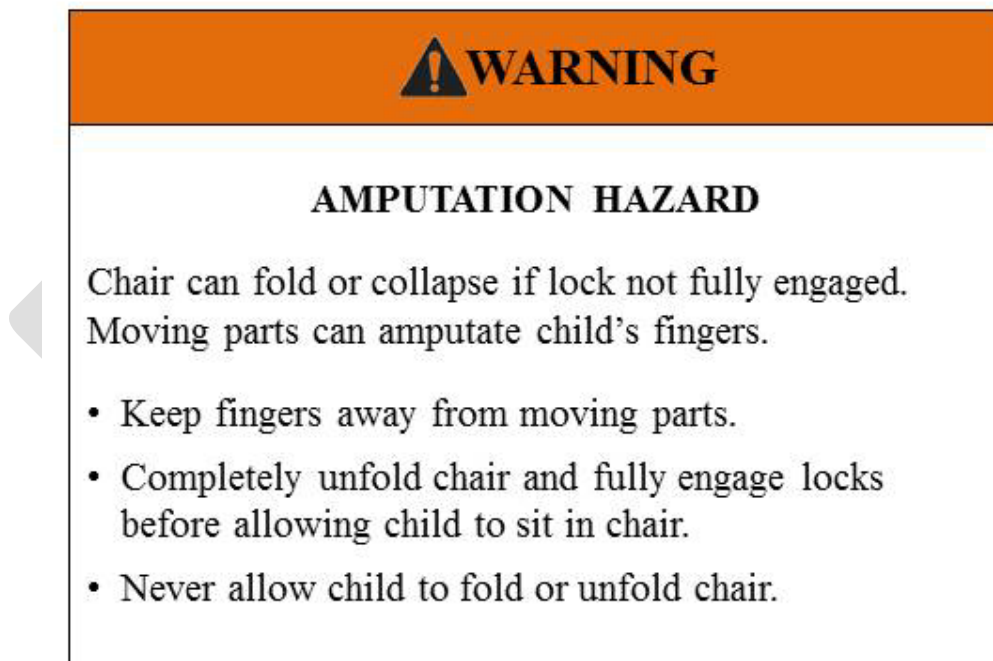 WARNING
AMPUTATION HAZARD
Chair can fold or collapse if lock not fully engaged.
Moving parts can amputate child’s fingers.
• Keep fingers away from moving parts.
• Completely unfold chair and fully engage locks
before allowing child to sit in chair.
• Never allow child to fold or unfold chair.